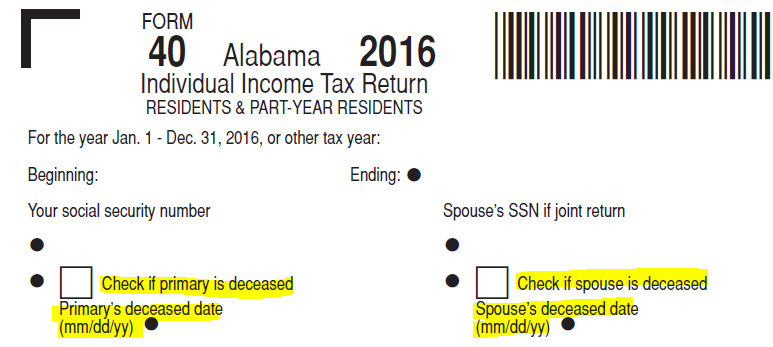 FORM
40 Alabama 2016
Individual Income Tax Return
RESIDENTS & PART-YEAR RESIDENTS
For the year Jan. 1 - Dec. 31, 2016, or other tax year:
Beginning: Ending: ●
Your social security number Spouse’s SSN if joint return
● ●
● Check if primary is deceased ● Check if spouse is deceased
Primary’s deceased date Spouse’s deceased date
(mm/dd/yy) ● (mm/dd/yy) ●